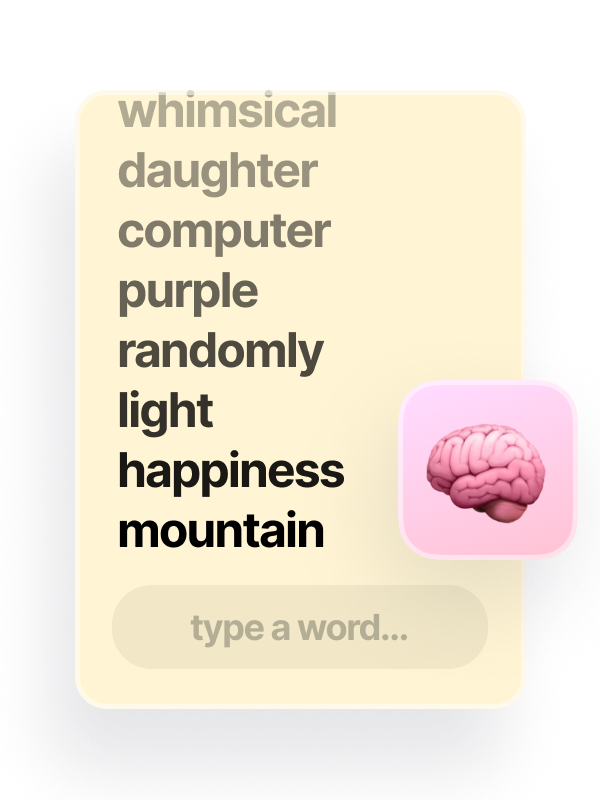 whimsical
daughter
computer
purple
randomly
light
happiness
mountain
type a word...